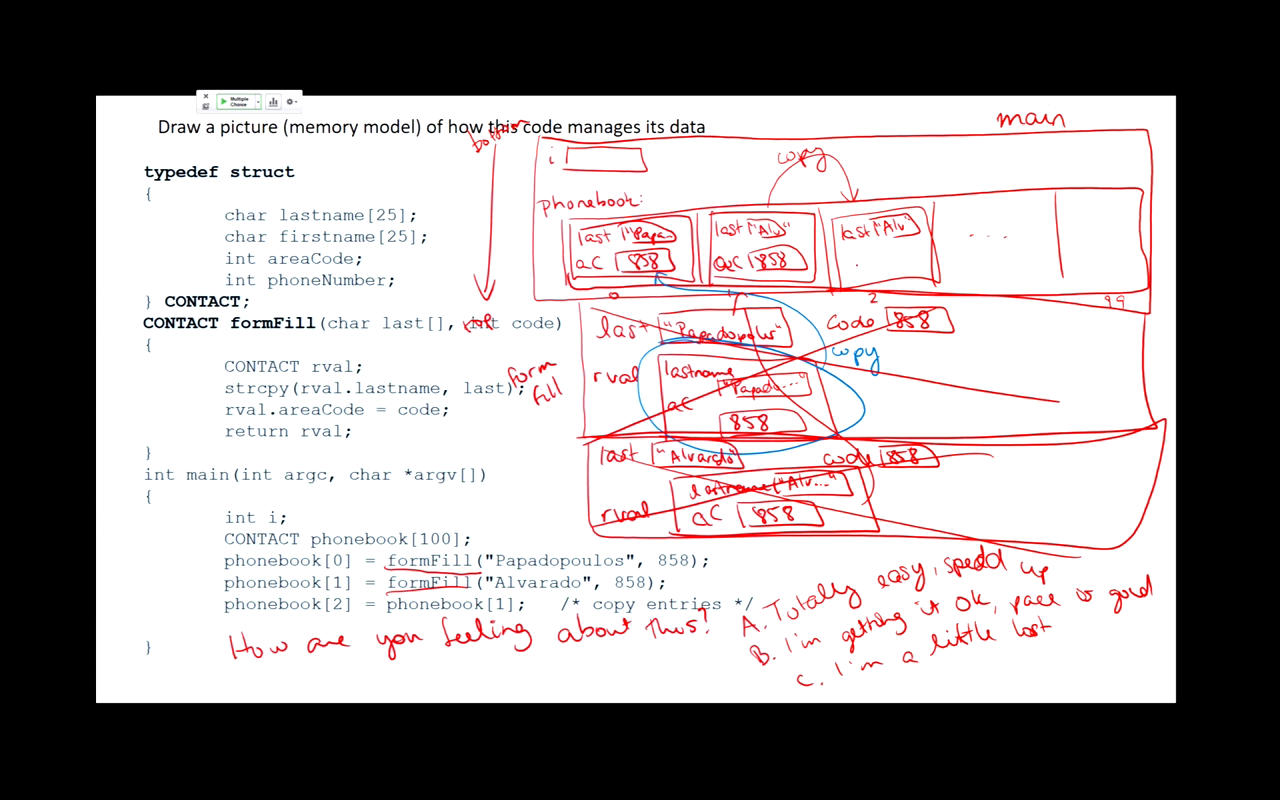 Multiple
Choice
Draw a picture (memory model) of how this code manages its data
typedef struct
{
char lastname[25];
char firstname[25];
int areaCode;
int phoneNumber;
} CONTACT;
CONTACT formFill(char last[], int code)
{
CONTACT rval;
strcpy(rval.lastname, last);
rval.areaCode = code;
return rval;
}
int main(int argc, char *argv[])
{
int i;
CONTACT phonebook[100];
phonebook[0] = formFill("Papadopoulos", 858);
phonebook[1] = formFill("Alvarado", 858);
phonebook[2] = phonebook[1]; /* copy entries */
}
bottom
top
form
fill
main
i
copy
phonebook:
last "Papa
aC 858
last "Alv"
aC 858
last "Alv"
....
0
1
2
99
last "Papadopolus" code 858
copy
rval lastname "Papado...."
aC 858
last "Alvarado" code 858
rval lastname "Alv..."
aC 858
How are you feeling about this?
A. Totally easy, spedd up
B. I'm getting it ok, pace is good
C. I'm a little lost